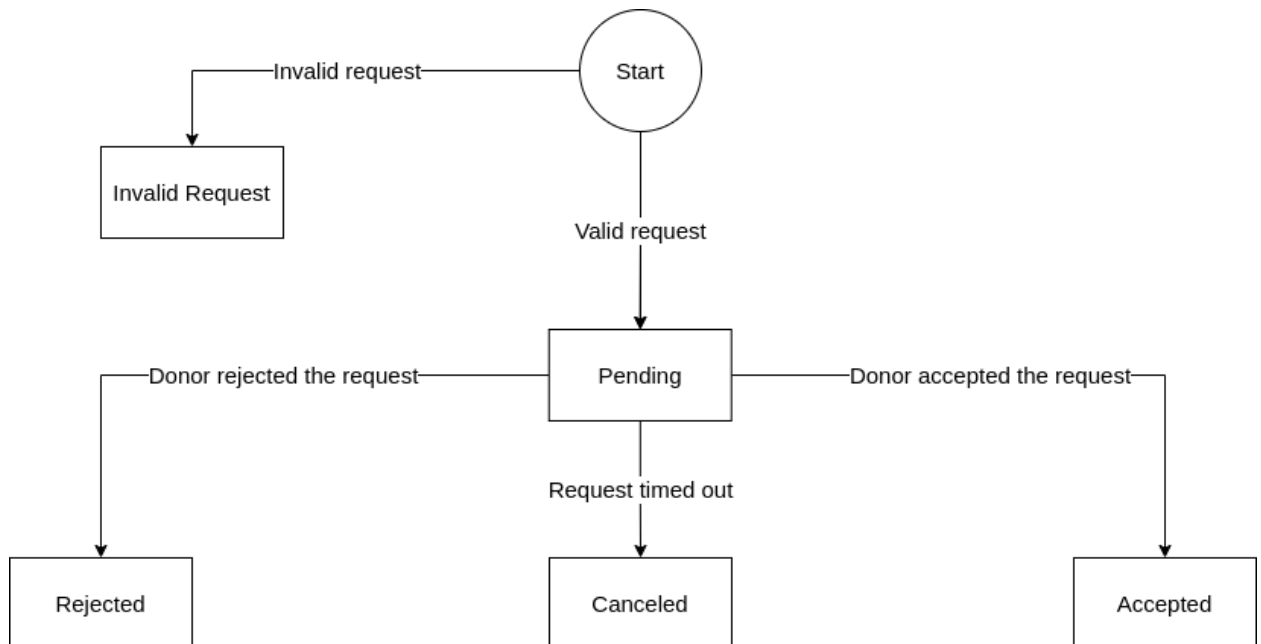 Invalid request
Start
Invalid Request
Valid request
Donor rejected the request
Pending
Donor accepted the request
Request timed out
Rejected
Canceled
Accepted